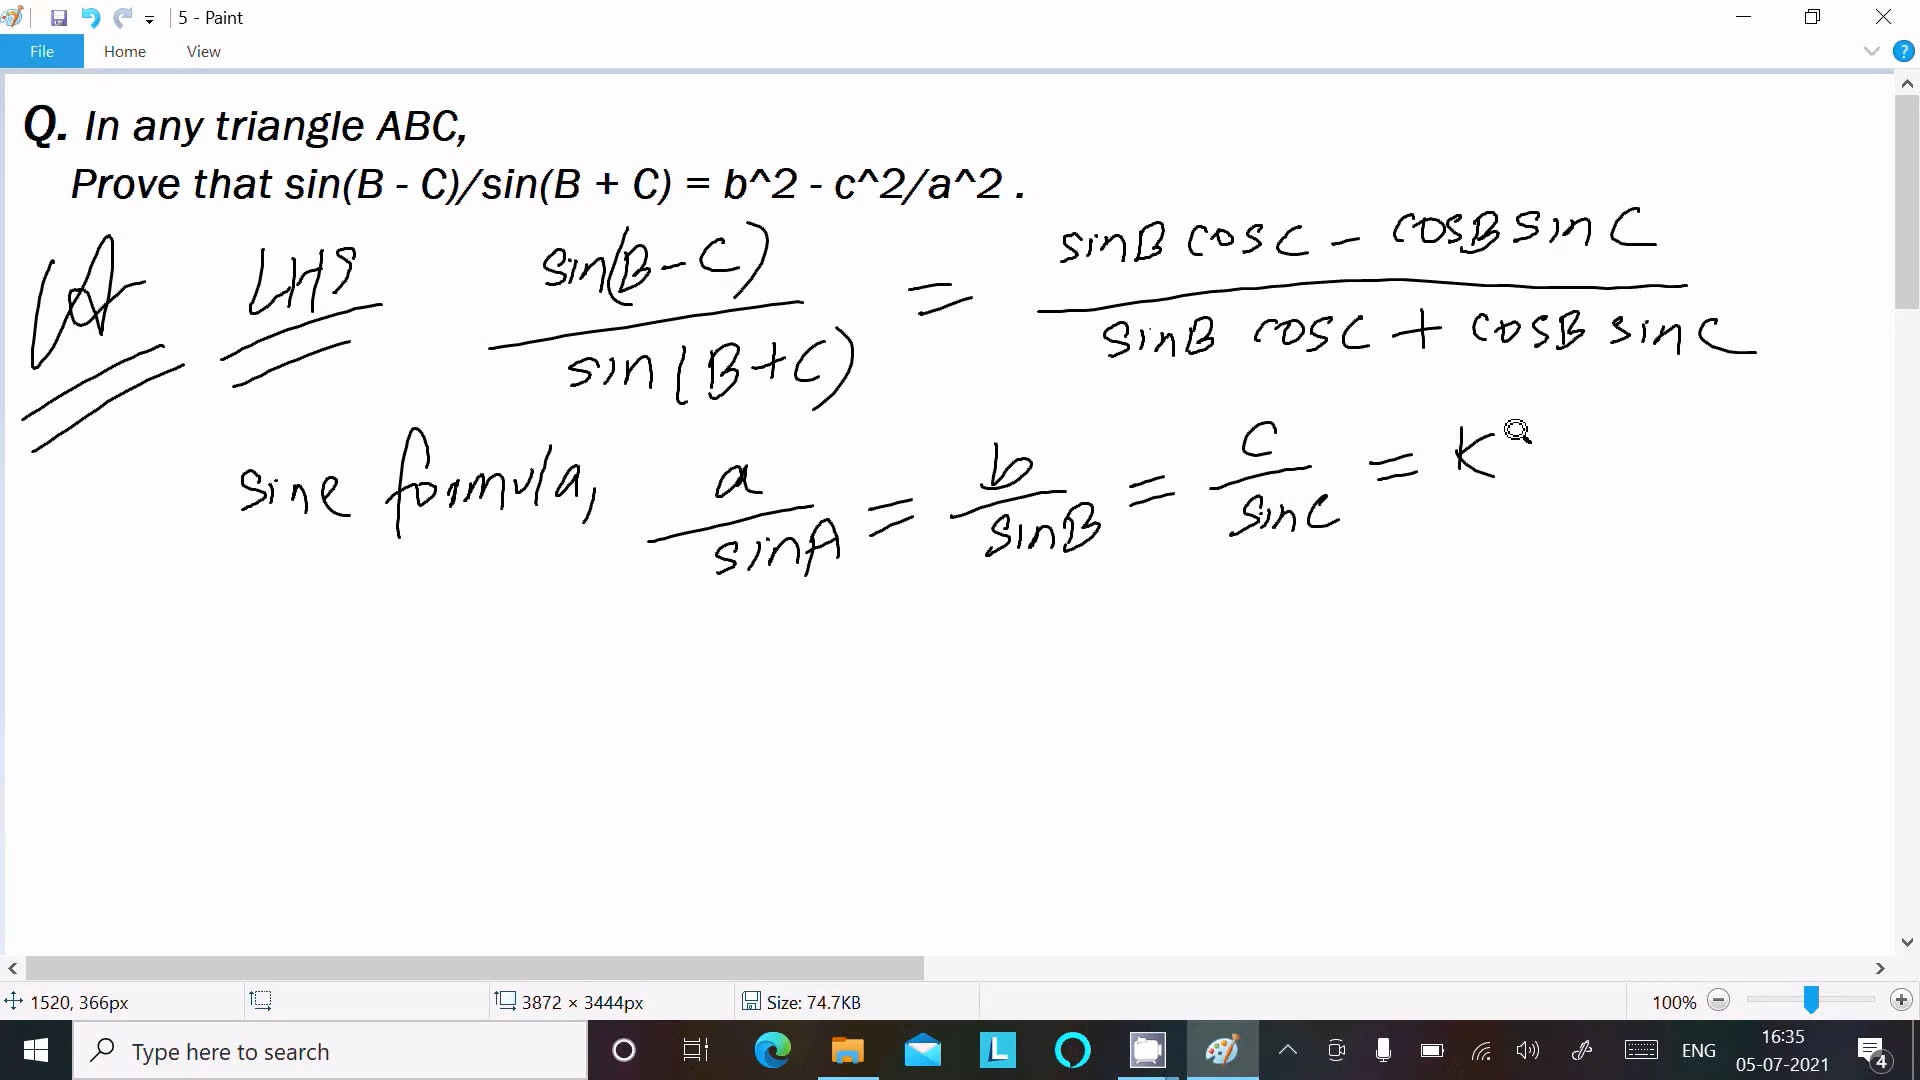 5 - Paint
File Home View
Q. In any triangle ABC,
Prove that sin(B - C)/sin(B + C) = b^2 - c^2/a^2 .
A LHS sin(B-C) / sin(B+C) = sinB cosC - cosB sinC / sinB cosC + cosB sinC
sine formula, a / sinA = b / sinB = c / sinC = K
1520, 366px 3872 × 3444px Size: 74.7KB 100%
Type here to search L ENG 16:35
05-07-2021 4